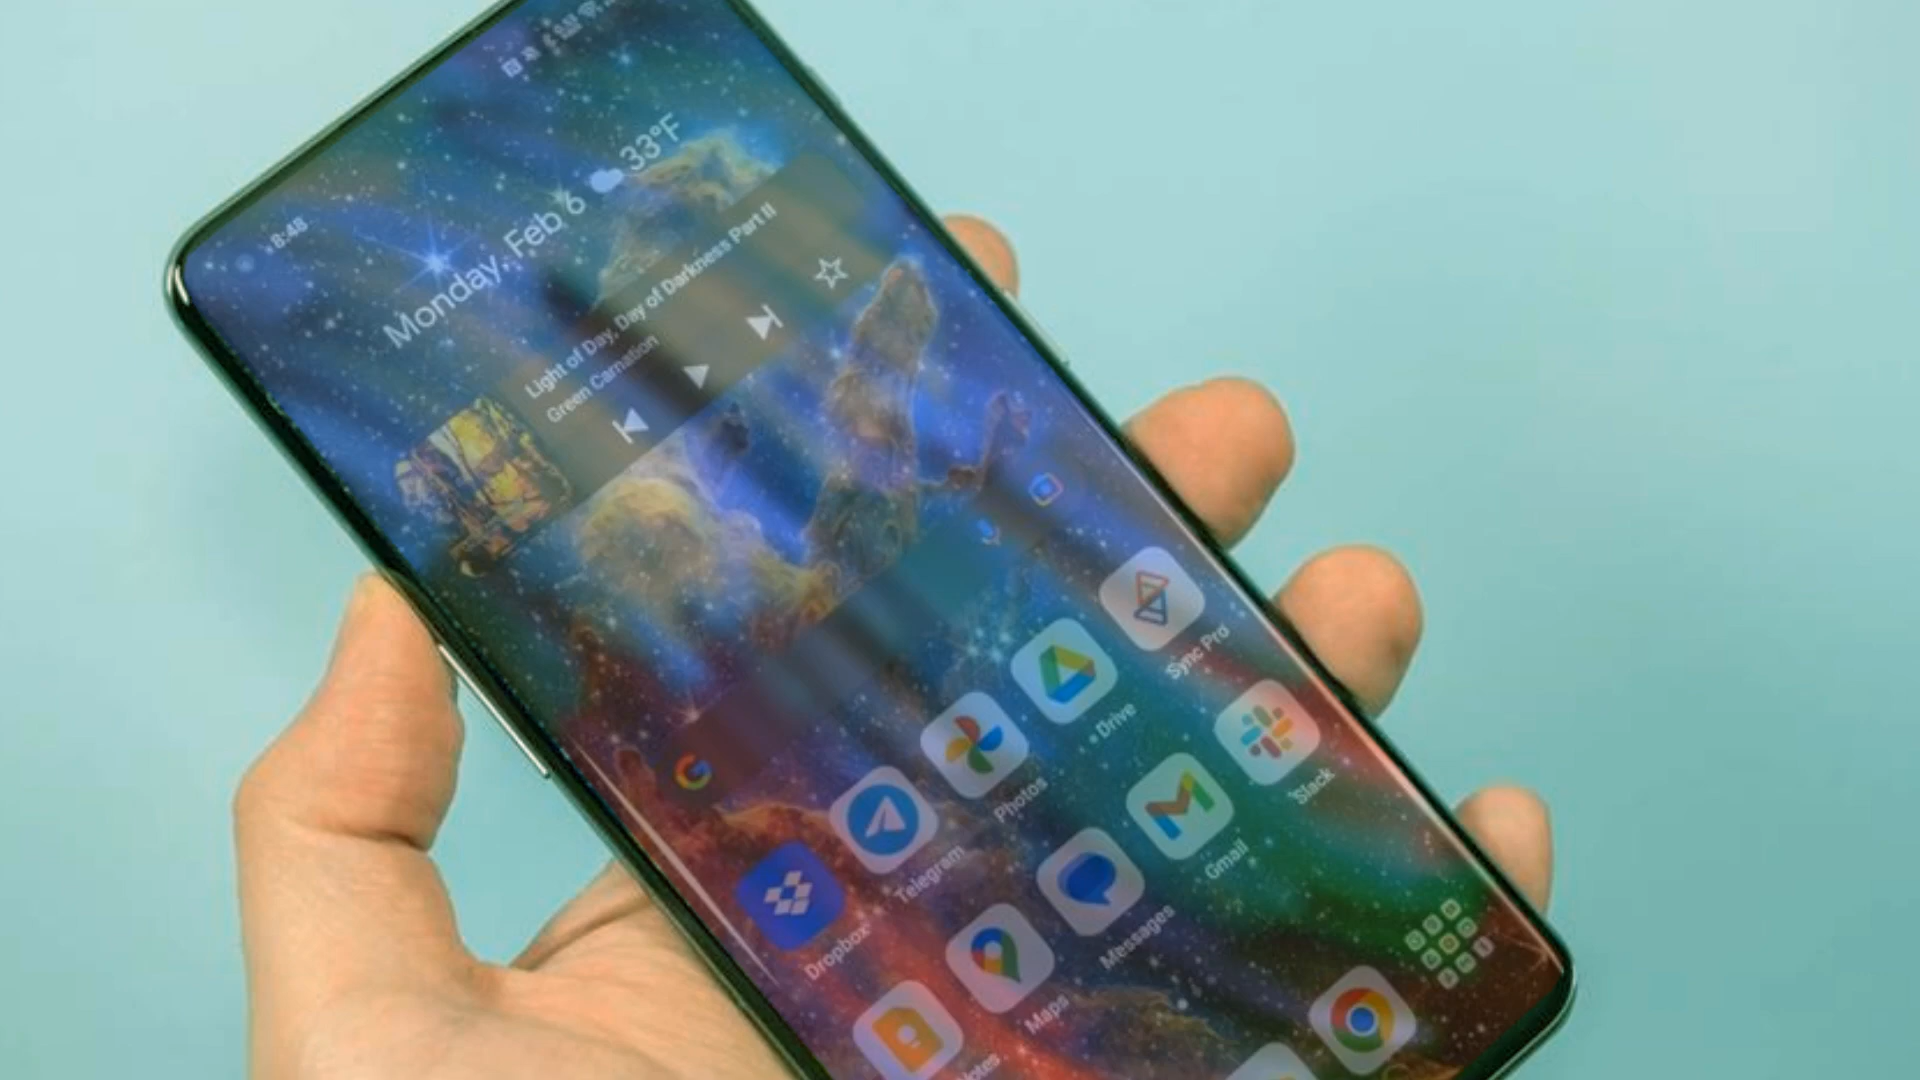 8:48
Monday, Feb 6 33°F
Light of Day, Day of Darkness Part II
Green Carnation
Dropbox
Telegram
Photos
Drive
Sync Pro
Maps
Messages
Gmail
Slack